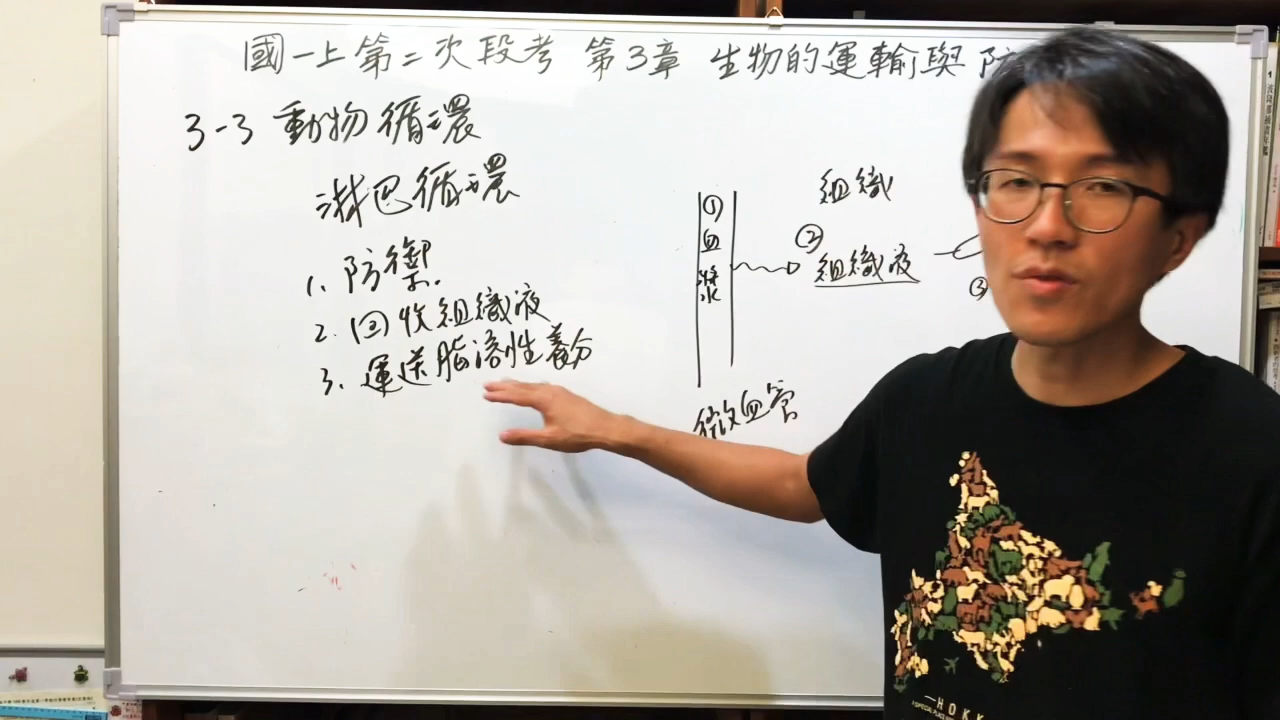 國一上第二次段考 第3章 生物的運輸與 防
3-3 動物循環
淋巴循環
1. 防禦.
2. 回收組織液
3. 運送脂溶性養分
① 血漿
微血管
組織
② 組織液
③
—HOKK